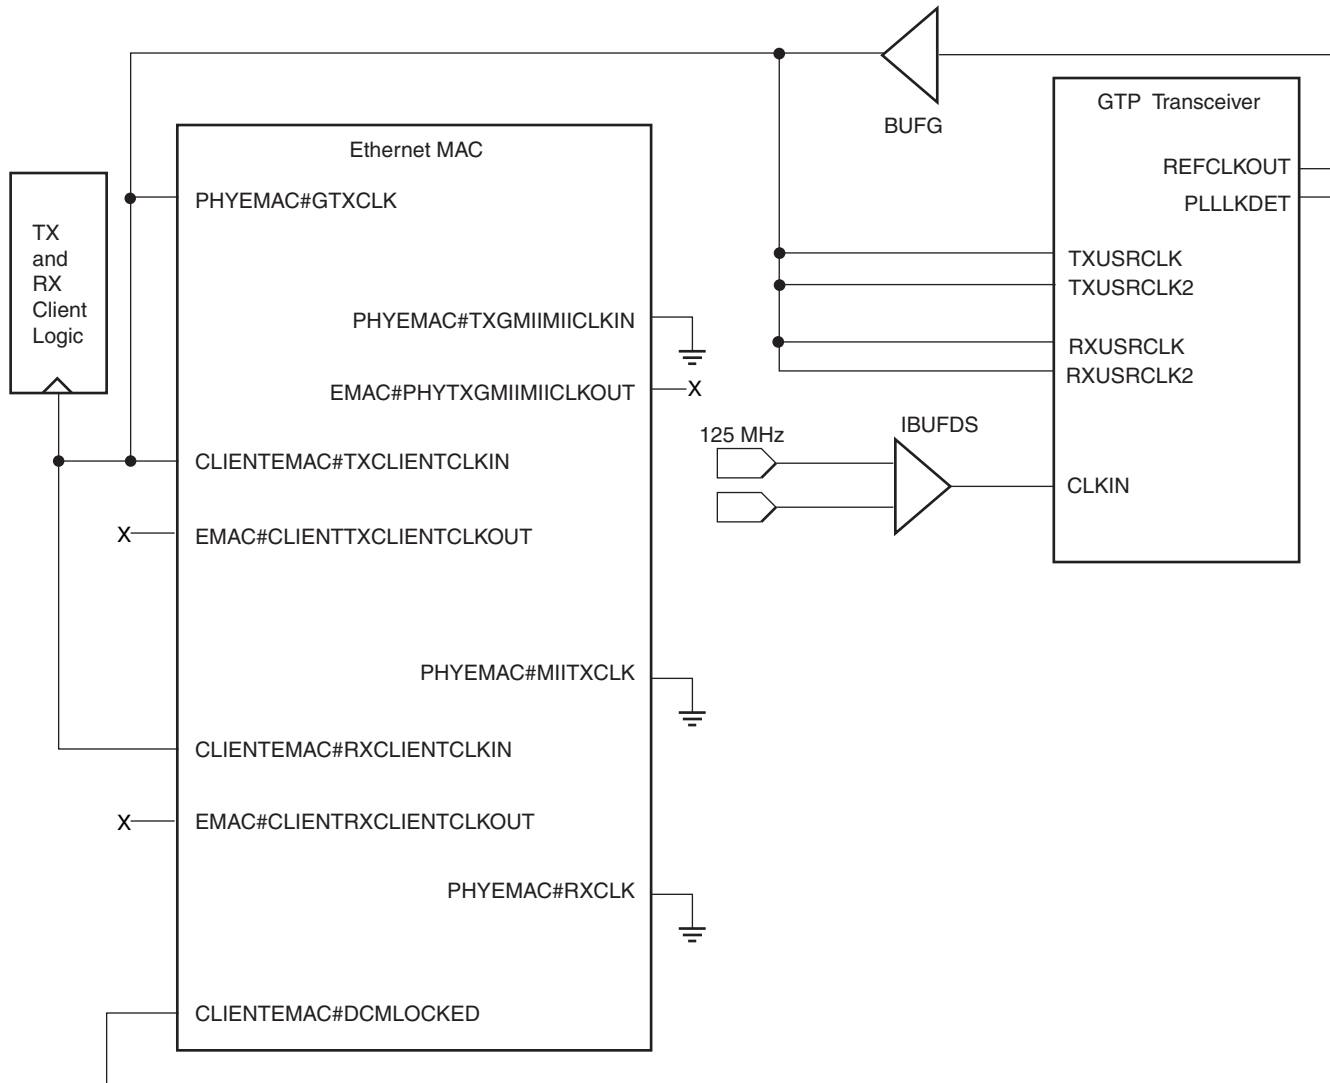 GTP Transceiver
BUFG
Ethernet MAC
REFCLKOUT
PHYEMAC#GTXCLK
PLLLKDET
TX
and
RX
Client
Logic
TXUSRCLK
TXUSRCLK2
PHYEMAC#TXGMIIMIICLKIN
RXUSRCLK
RXUSRCLK2
EMAC#PHYTXGMIIMIICLKOUT
X
IBUFDS
125 MHz
CLIENTEMAC#TXCLIENTCLKIN
CLKIN
X
EMAC#CLIENTTXCLIENTCLKOUT
PHYEMAC#MIITXCLK
CLIENTEMAC#RXCLIENTCLKIN
X
EMAC#CLIENTRXCLIENTCLKOUT
PHYEMAC#RXCLK
CLIENTEMAC#DCMLOCKED